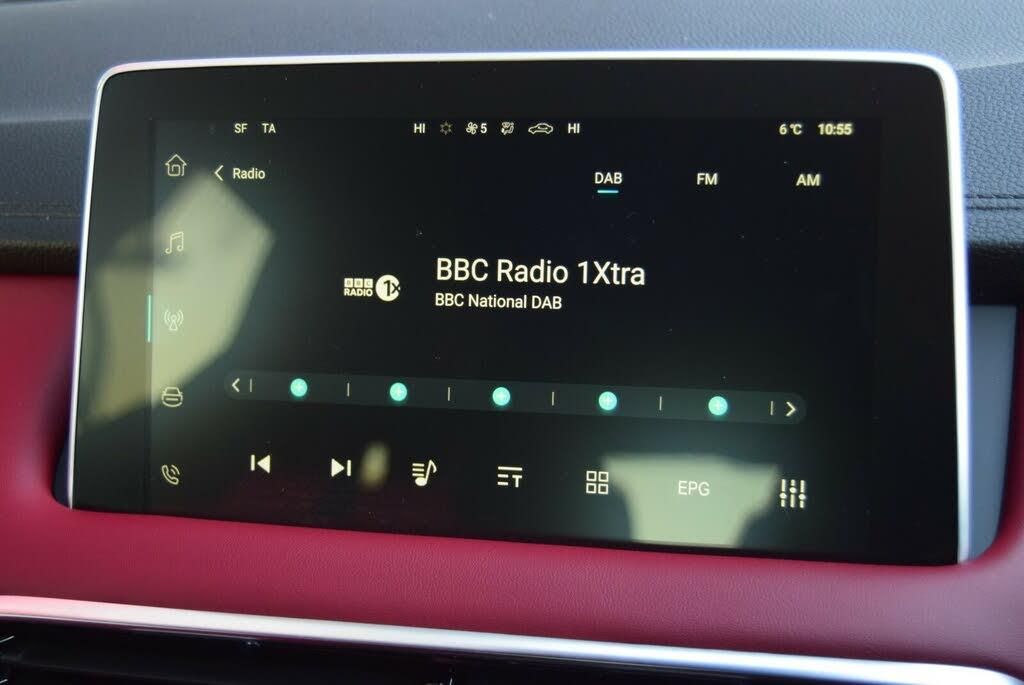 SF TA HI 5 HI 6℃ 10:55
Radio DAB FM AM
BBC Radio 1Xtra
BBC RADIO 1X
BBC National DAB
EPG